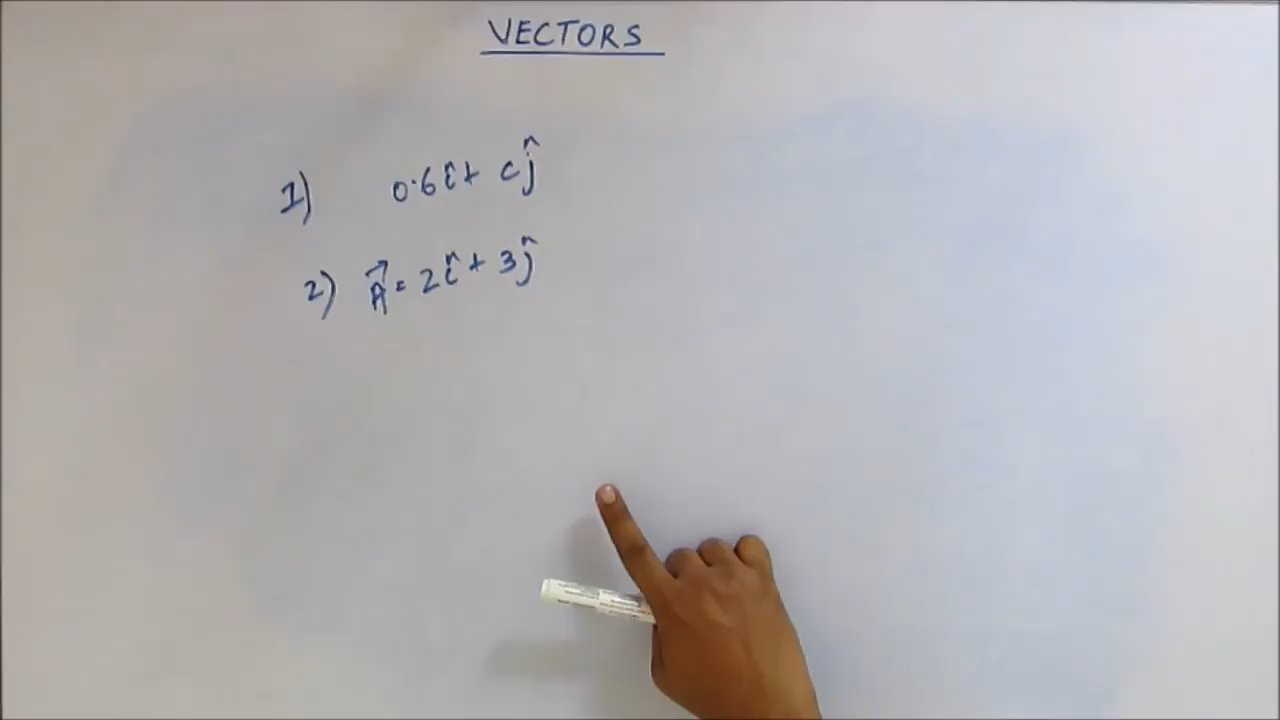 VECTORS
1) 0.6î + cĵ
2) A⃗ = 2î + 3ĵ